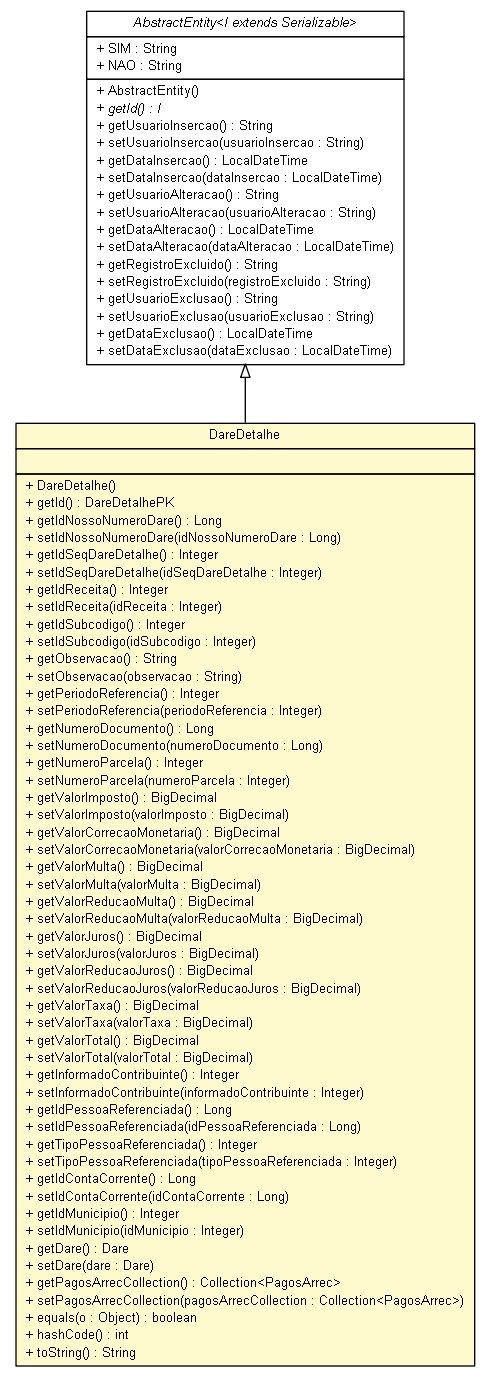 AbstractEntity<I extends Serializable>
+ SIM : String
+ NAO : String
+ AbstractEntity()
+ getId() : I
+ getUsuarioInsercao() : String
+ setUsuarioInsercao(usuarioInsercao : String)
+ getDataInsercao() : LocalDateTime
+ setDataInsercao(dataInsercao : LocalDateTime)
+ getUsuarioAlteracao() : String
+ setUsuarioAlteracao(usuarioAlteracao : String)
+ getDataAlteracao() : LocalDateTime
+ setDataAlteracao(dataAlteracao : LocalDateTime)
+ getRegistroExcluido() : String
+ setRegistroExcluido(registroExcluido : String)
+ getUsuarioExclusao() : String
+ setUsuarioExclusao(usuarioExclusao : String)
+ getDataExclusao() : LocalDateTime
+ setDataExclusao(dataExclusao : LocalDateTime)
DareDetalhe
+ DareDetalhe()
+ getId() : DareDetalhePK
+ getIdNossoNumeroDare() : Long
+ setIdNossoNumeroDare(idNossoNumeroDare : Long)
+ getIdSeqDareDetalhe() : Integer
+ setIdSeqDareDetalhe(idSeqDareDetalhe : Integer)
+ getIdReceita() : Integer
+ setIdReceita(idReceita : Integer)
+ getIdSubcodigo() : Integer
+ setIdSubcodigo(idSubcodigo : Integer)
+ getObservacao() : String
+ setObservacao(observacao : String)
+ getPeriodoReferencia() : Integer
+ setPeriodoReferencia(periodoReferencia : Integer)
+ getNumeroDocumento() : Long
+ setNumeroDocumento(numeroDocumento : Long)
+ getNumeroParcela() : Integer
+ setNumeroParcela(numeroParcela : Integer)
+ getValorImposto() : BigDecimal
+ setValorImposto(valorImposto : BigDecimal)
+ getValorCorrecaoMonetaria() : BigDecimal
+ setValorCorrecaoMonetaria(valorCorrecaoMonetaria : BigDecimal)
+ getValorMulta() : BigDecimal
+ setValorMulta(valorMulta : BigDecimal)
+ getValorReducaoMulta() : BigDecimal
+ setValorReducaoMulta(valorReducaoMulta : BigDecimal)
+ getValorJuros() : BigDecimal
+ setValorJuros(valorJuros : BigDecimal)
+ getValorReducaoJuros() : BigDecimal
+ setValorReducaoJuros(valorReducaoJuros : BigDecimal)
+ getValorTaxa() : BigDecimal
+ setValorTaxa(valorTaxa : BigDecimal)
+ getValorTotal() : BigDecimal
+ setValorTotal(valorTotal : BigDecimal)
+ getInformadoContribuinte() : Integer
+ setInformadoContribuinte(informadoContribuinte : Integer)
+ getIdPessoaReferenciada() : Long
+ setIdPessoaReferenciada(idPessoaReferenciada : Long)
+ getTipoPessoaReferenciada() : Integer
+ setTipoPessoaReferenciada(tipoPessoaReferenciada : Integer)
+ getIdContaCorrente() : Long
+ setIdContaCorrente(idContaCorrente : Long)
+ getIdMunicipio() : Integer
+ setIdMunicipio(idMunicipio : Integer)
+ getDare() : Dare
+ setDare(dare : Dare)
+ getPagosArrecCollection() : Collection<PagosArrec>
+ setPagosArrecCollection(pagosArrecCollection : Collection<PagosArrec>)
+ equals(o : Object) : boolean
+ hashCode() : int
+ toString() : String